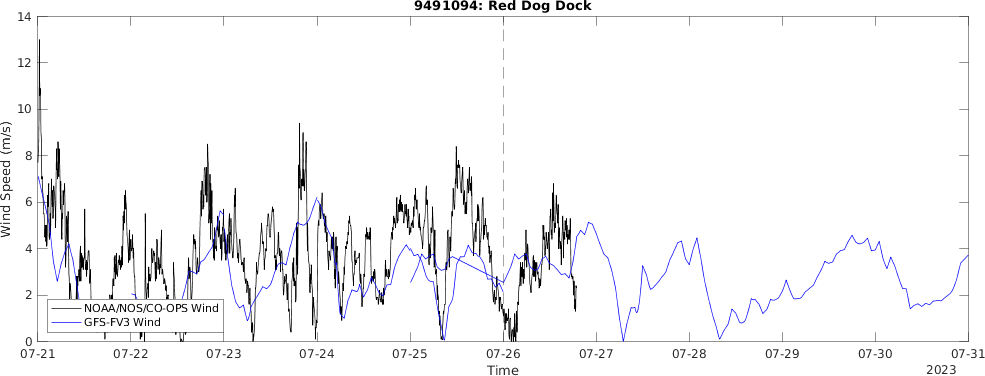 9491094: Red Dog Dock
Wind Speed (m/s)
14
12
10
8
6
4
2
0
NOAA/NOS/CO-OPS Wind
GFS-FV3 Wind
07-21 07-22 07-23 07-24 07-25 07-26 07-27 07-28 07-29 07-30 07-31
Time
2023